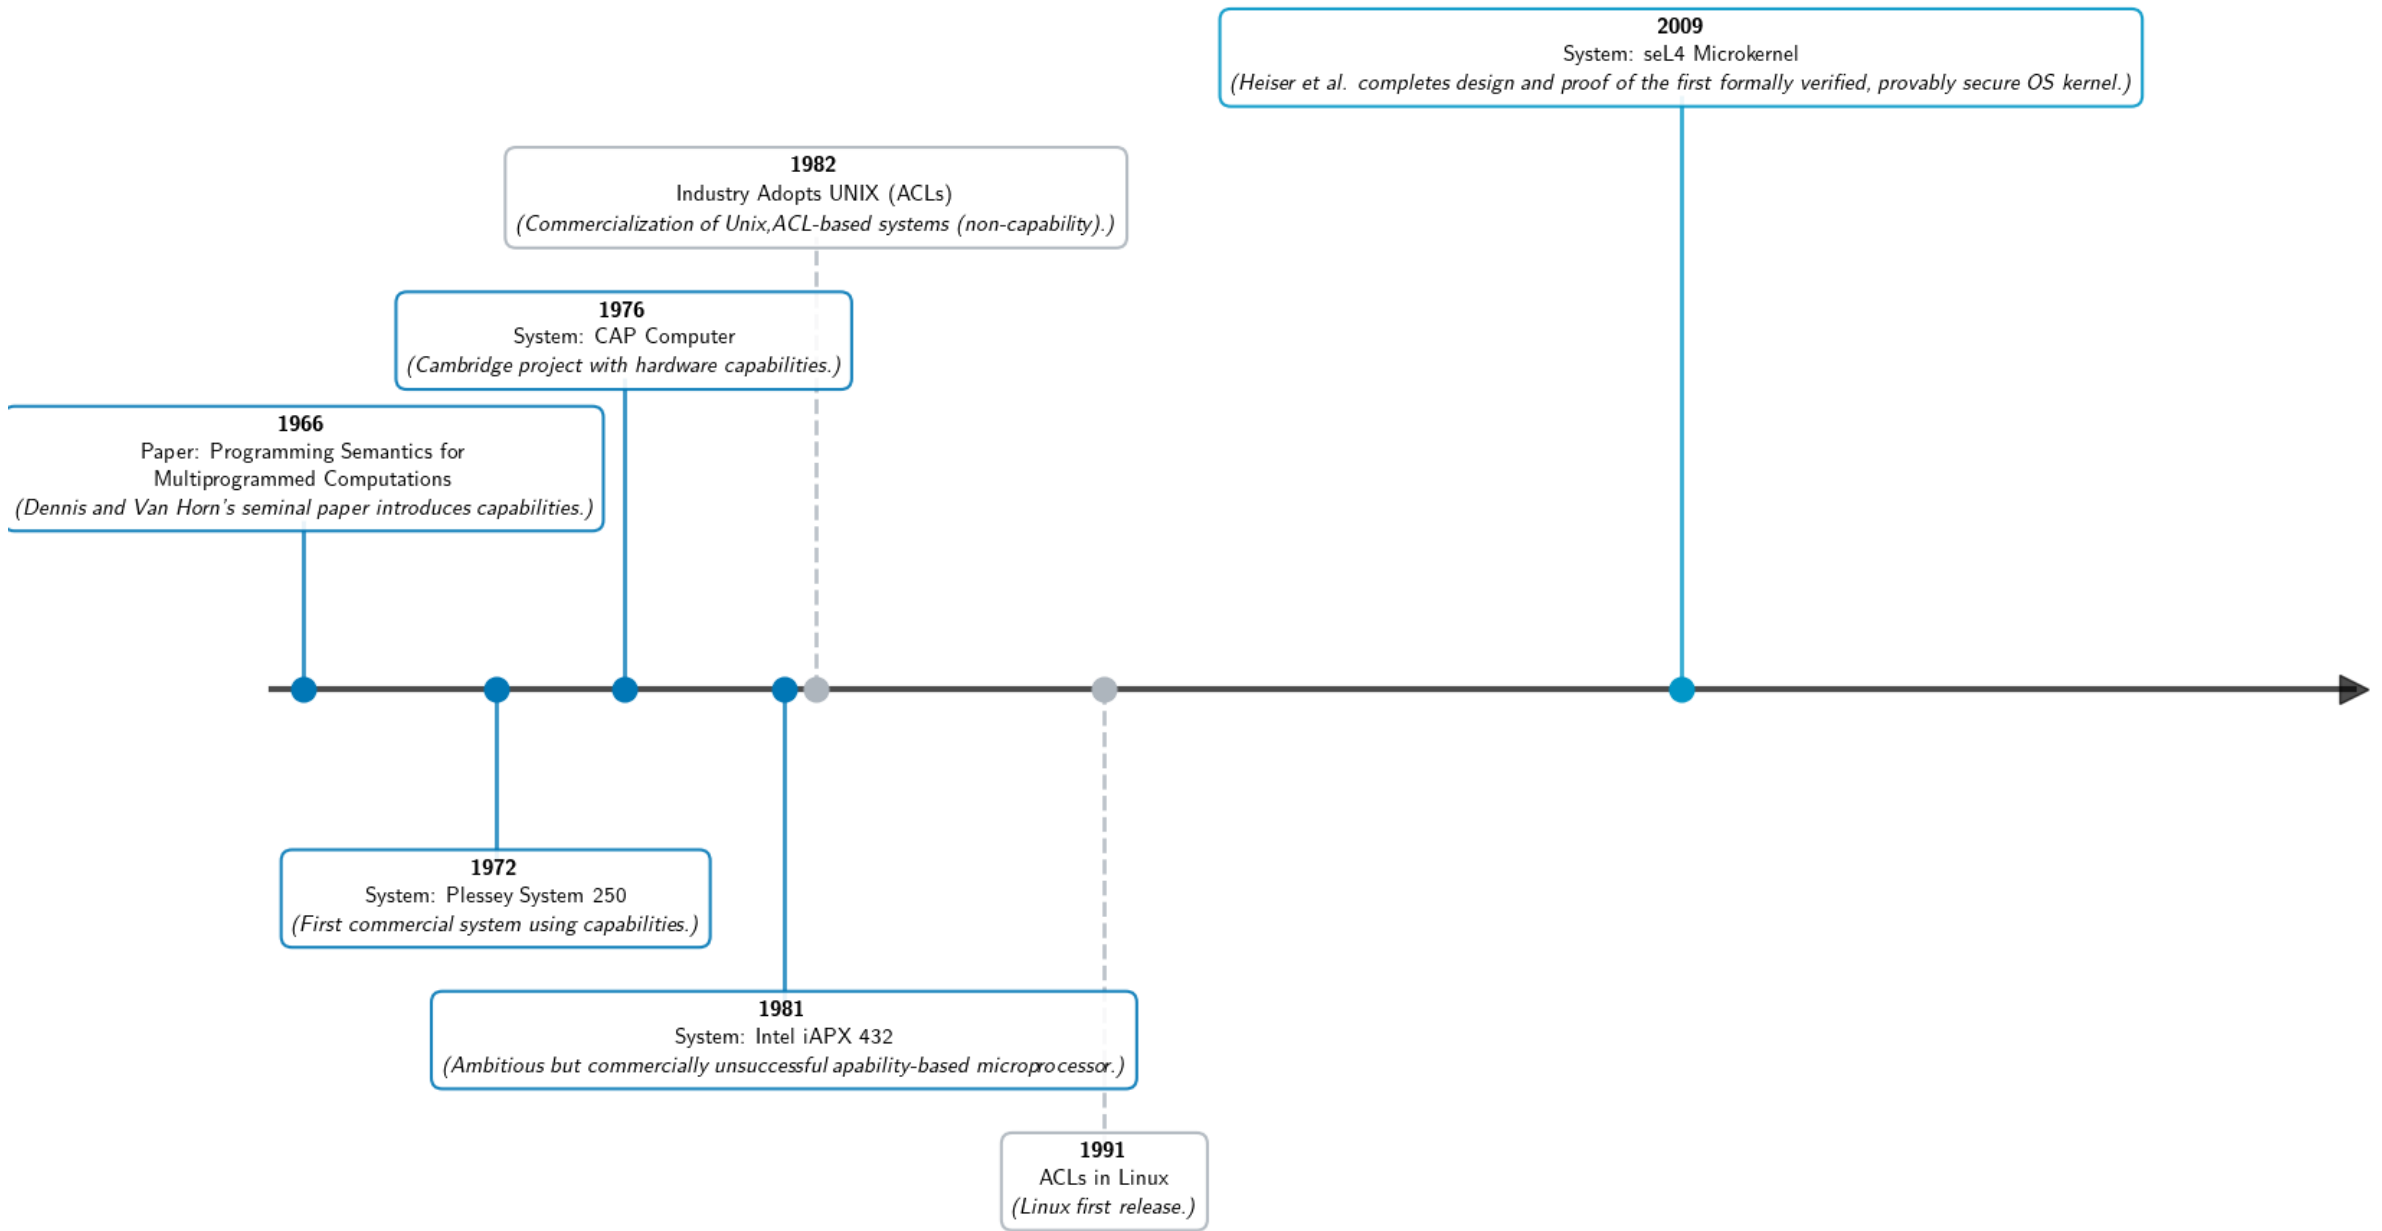 2009
System: seL4 Microkernel
(Heiser et al. completes design and proof of the first formally verified, provably secure OS kernel.)
1982
Industry Adopts UNIX (ACLs)
(Commercialization of Unix,ACL-based systems (non-capability).)
1976
System: CAP Computer
(Cambridge project with hardware capabilities.)
1966
Paper: Programming Semantics for
Multiprogrammed Computations
(Dennis and Van Horn's seminal paper introduces capabilities.)
1972
System: Plessey System 250
(First commercial system using capabilities.)
1981
System: Intel iAPX 432
(Ambitious but commercially unsuccessful apability-based microprocessor.)
1991
ACLs in Linux
(Linux first release.)